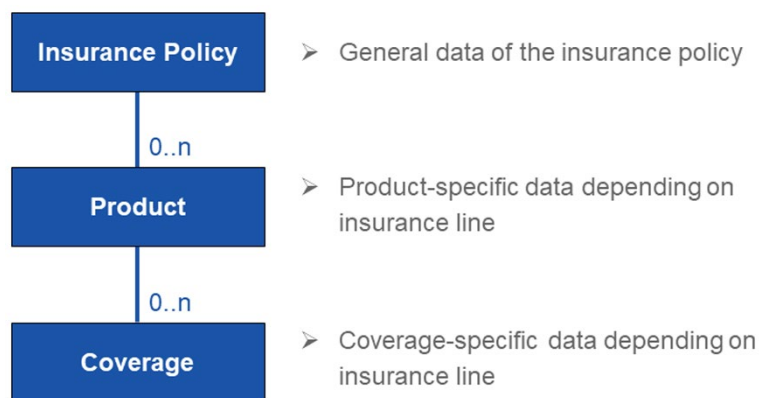 Insurance Policy
➢ General data of the insurance policy
0..n
Product
➢ Product-specific data depending on
insurance line
0..n
Coverage
➢ Coverage-specific data depending on
insurance line